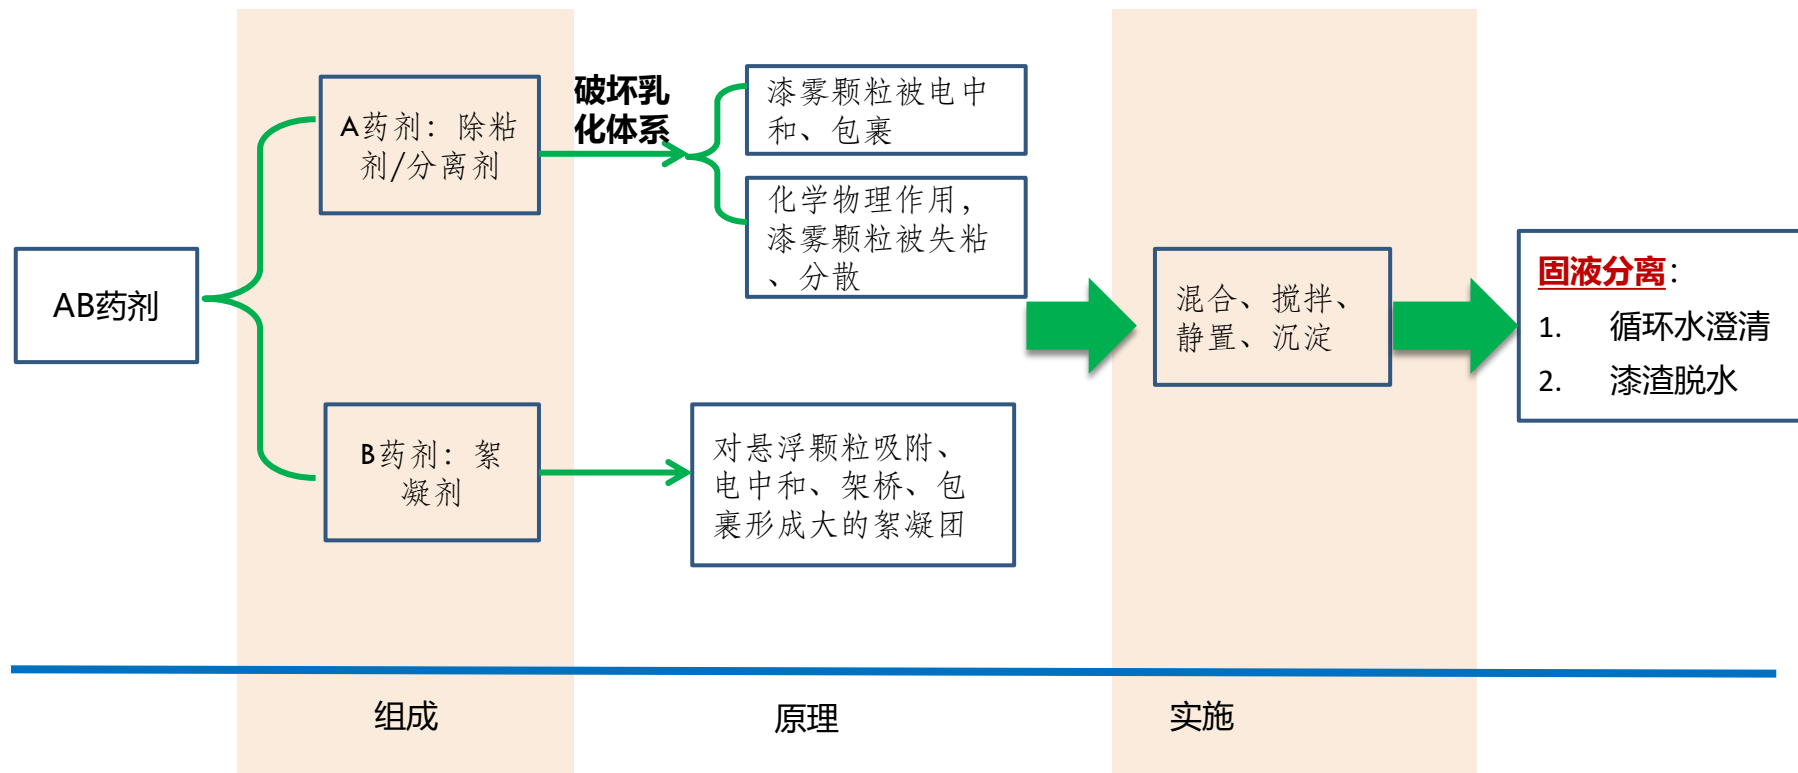 AB药剂
A药�：除粘
剂/分离剂
B药剂：絮
凝剂
破坏乳
化体系
漆雾颗粒被电中
和、包裹
化学物理作用，
漆雾颗粒被失粘
、分散
对悬浮颗粒吸附、
电中和、架桥、包
裹形成大的絮凝团
混合、搅拌、
静置、沉淀
固液分离：
1. 循环水澄清
2. 漆渣脱水
组成
原理
实施